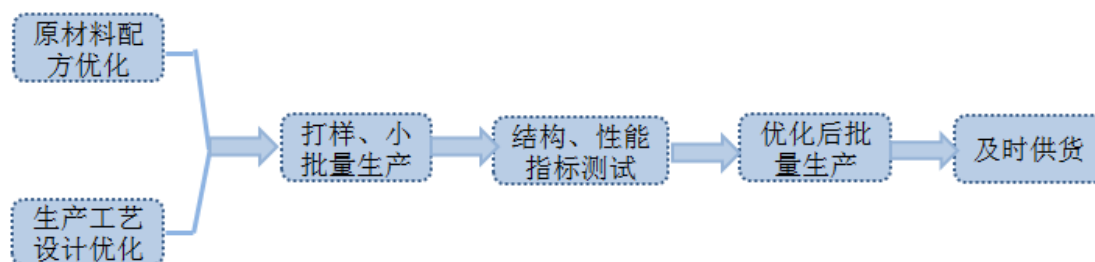 原材料配
方优化
生产工艺
设计优化
打样、小
批量生产
结构、性能
指标测试
优化后批
量生产
及时供货